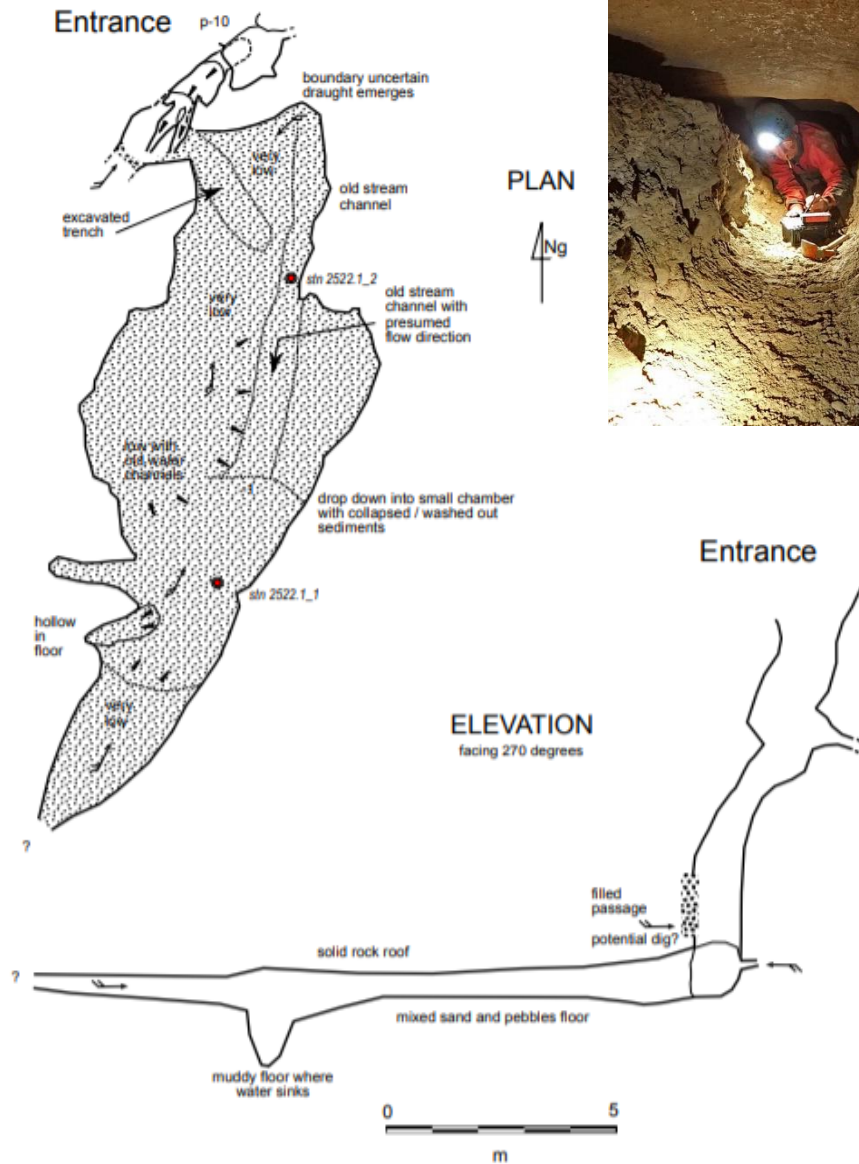 Entrance
p-10
boundary uncertain
draught emerges
very
low
PLAN
old stream
channel
excavated
trench
Ng
stn 2522.1_2
old stream
channel with
presumed
flow direction
very
low
low with
old water
channels
-1
drop down into small chamber
with collapsed / washed out
sediments
Entrance
stn 2522.1_1
hollow
in
floor
very
low
ELEVATION
facing 270 degrees
?
filled
passage
potential dig?
solid rock roof
?
mixed sand and pebbles floor
muddy floor where
water sinks
0
5
m